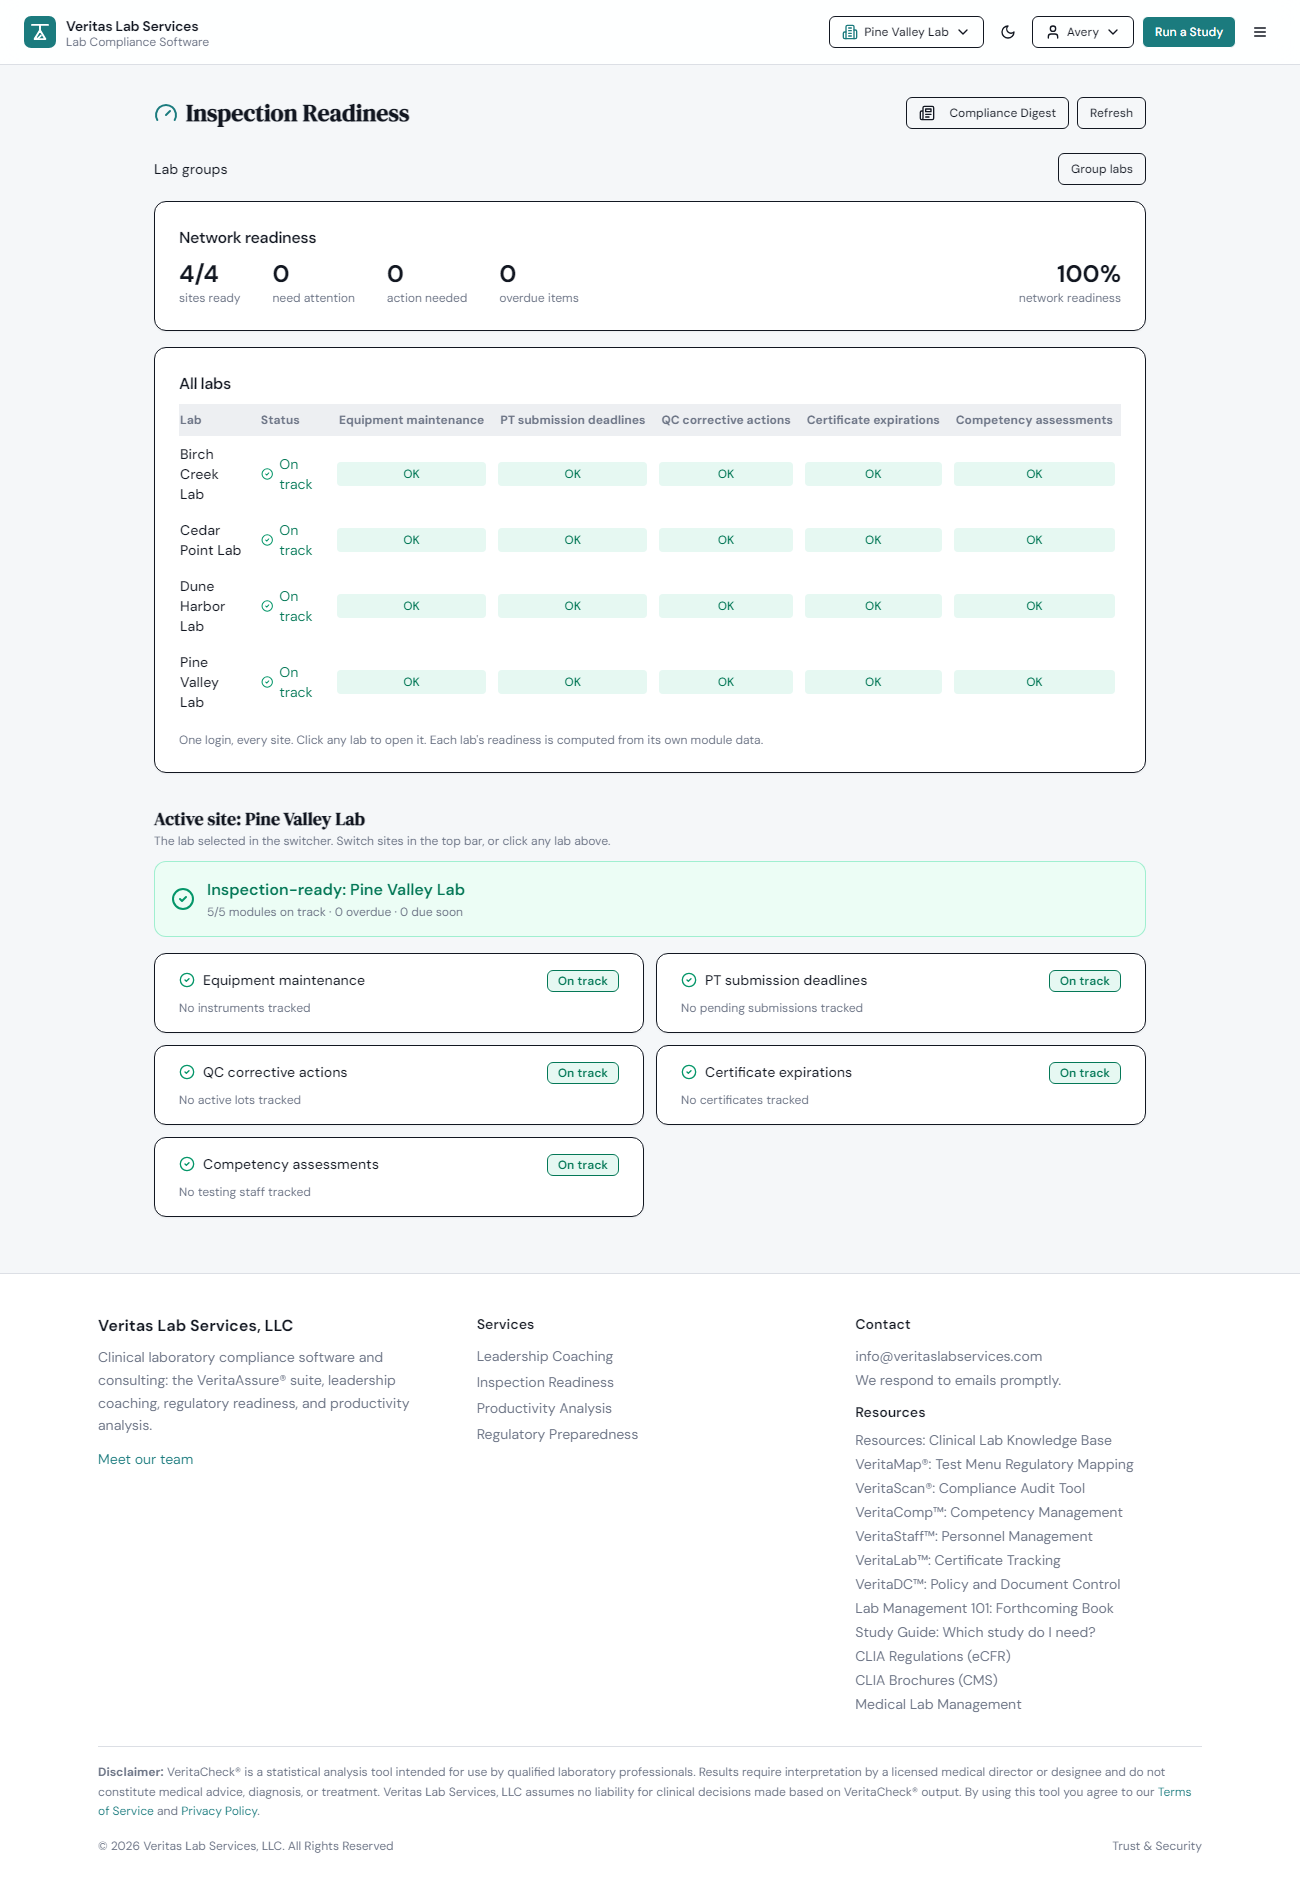 Veritas Lab Services
Lab Compliance Software
Pine Valley Lab
Avery
Run a Study
Inspection Readiness
Compliance Digest
Refresh
Lab groups
Group labs
Network readiness
4/4
0
0
0
100%
sites ready
need attention
action needed
overdue items
network readiness
All labs
Lab
Status
Equipment maintenance
PT submission deadlines
QC corrective actions
Certificate expirations
Competency assessments
Birch
Creek
Lab
On
track
OK
OK
OK
OK
OK
Cedar
Point Lab
On
track
OK
OK
OK
OK
OK
Dune
Harbor
Lab
On
track
OK
OK
OK
OK
OK
Pine
Valley
Lab
On
track
OK
OK
OK
OK
OK
One login, every site. Click any lab to open it. Each lab's readiness is computed from its own module data.
Active site: Pine Valley Lab
The lab selected in the switcher. Switch sites in the top bar, or click any lab above.
Inspection-ready: Pine Valley Lab
5/5 modules on track · 0 overdue · 0 due soon
Equipment maintenance
On track
No instruments tracked
PT submission deadlines
On track
No pending submissions tracked
QC corrective actions
On track
No active lots tracked
Certificate expirations
On track
No certificates tracked
Competency assessments
On track
No testing staff tracked
Veritas Lab Services, LLC
Clinical laboratory compliance software and
consulting: the VeritaAssure® suite, leadership
coaching, regulatory readiness, and productivity
analysis.
Meet our team
Services
Leadership Coaching
Inspection Readiness
Productivity Analysis
Regulatory Preparedness
Contact
info@veritaslabservices.com
We respond to emails promptly.
Resources
Resources: Clinical Lab Knowledge Base
VeritaMap®: Test Menu Regulatory Mapping
VeritaScan®: Compliance Audit Tool
VeritaComp™: Competency Management
VeritaStaff™: Personnel Management
VeritaLab™: Certificate Tracking
VeritaDC™: Policy and Document Control
Lab Management 101: Forthcoming Book
Study Guide: Which study do I need?
CLIA Regulations (eCFR)
CLIA Brochures (CMS)
Medical Lab Management
Disclaimer: VeritaCheck® is a statistical analysis tool intended for use by qualified laboratory professionals. Results require interpretation by a licensed medical director or designee and do not
constitute medical advice, diagnosis, or treatment. Veritas Lab Services, LLC assumes no liability for clinical decisions made based on VeritaCheck® output. By using this tool you agree to our Terms
of Service and Privacy Policy.
© 2026 Veritas Lab Services, LLC. All Rights Reserved
Trust & Security